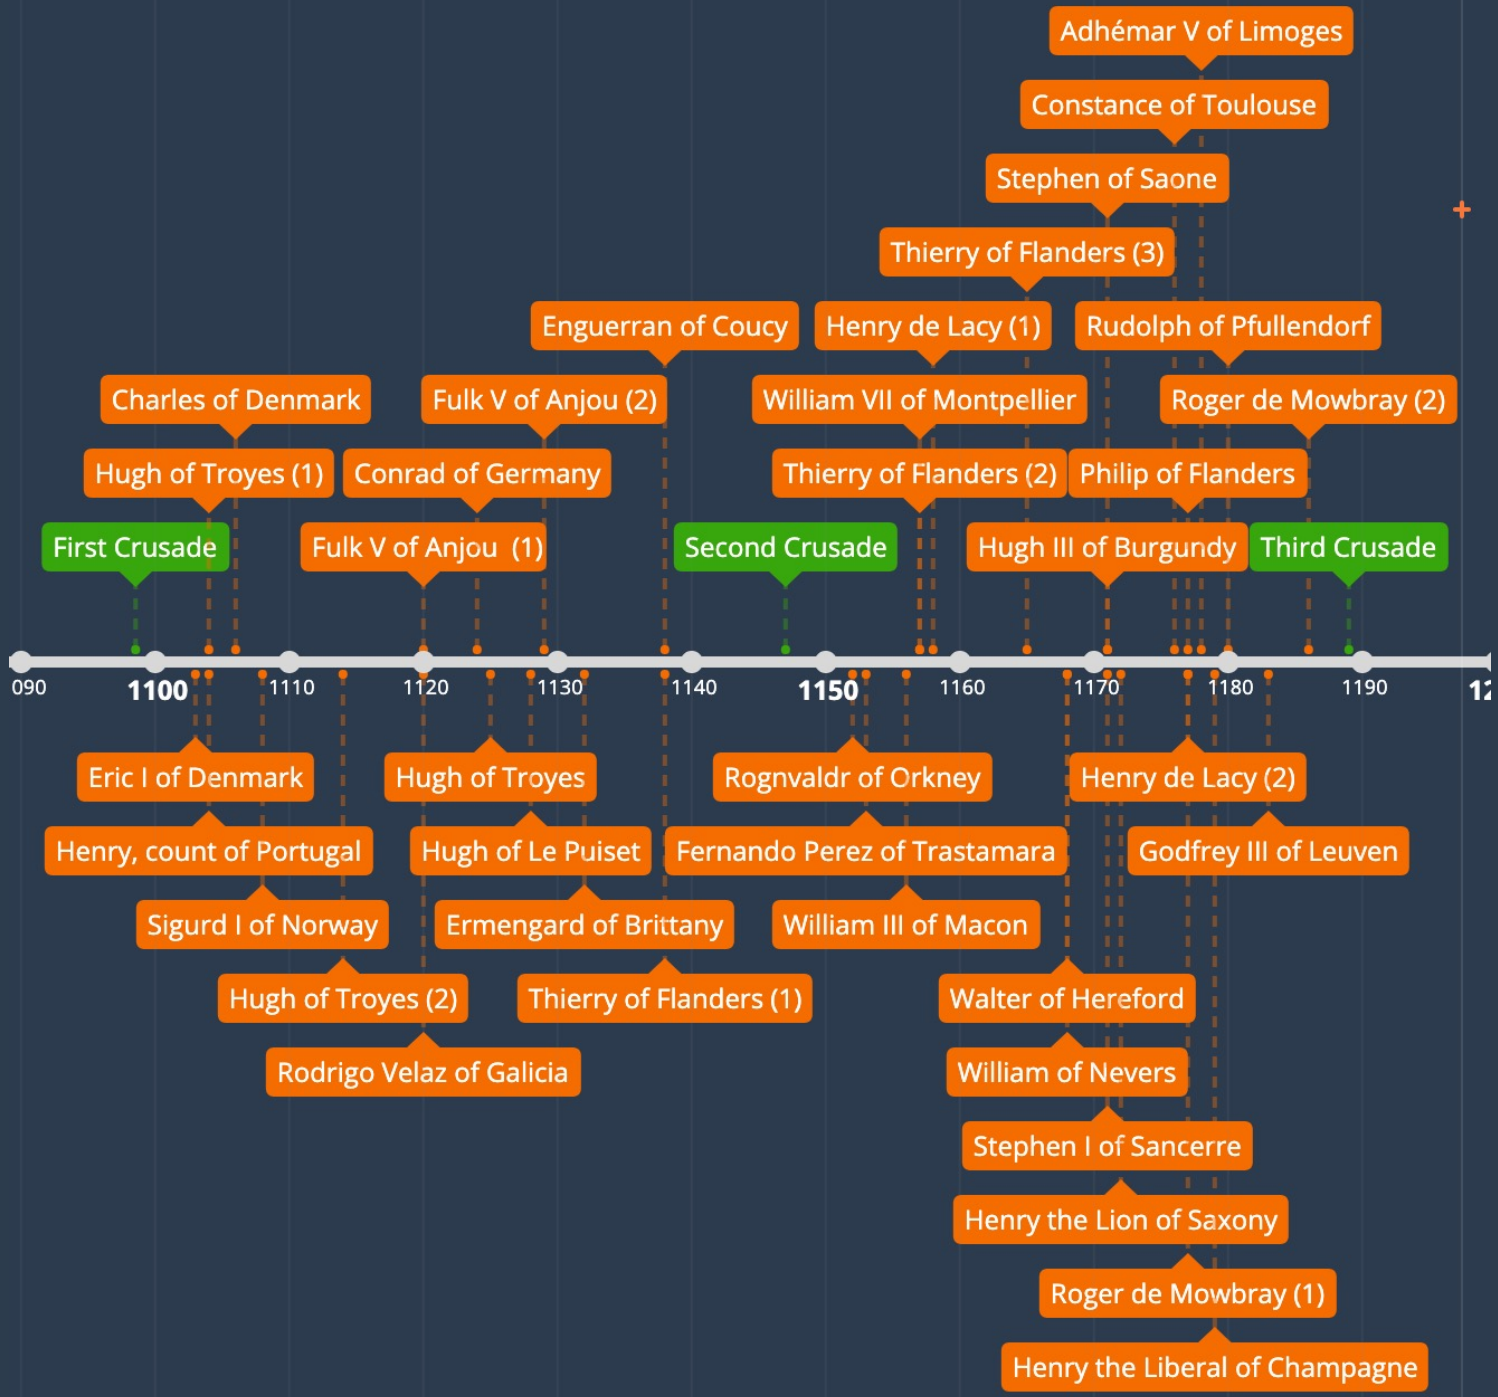 Adhémar V of Limoges
Constance of Toulouse
Stephen of Saone
Thierry of Flanders (3)
Enguerran of Coucy
Henry de Lacy (1)
Rudolph of Pfullendorf
Charles of Denmark
Fulk V of Anjou (2)
William VII of Montpellier
Roger de Mowbray (2)
Hugh of Troyes (1)
Conrad of Germany
Thierry of Flanders (2)
Philip of Flanders
First Crusade
Fulk V of Anjou (1)
Second Crusade
Hugh III of Burgundy
Third Crusade
090 1100 1110 1120 1130 1140 1150 1160 1170 1180 1190 12
Eric I of Denmark
Hugh of Troyes
Rognvaldr of Orkney
Henry de Lacy (2)
Henry, count of Portugal
Hugh of Le Puiset
Fernando Perez of Trastamara
Godfrey III of Leuven
Sigurd I of Norway
Ermengard of Brittany
William III of Macon
Hugh of Troyes (2)
Thierry of Flanders (1)
Walter of Hereford
Rodrigo Velaz of Galicia
William of Nevers
Stephen I of Sancerre
Henry the Lion of Saxony
Roger de Mowbray (1)
Henry the Liberal of Champagne